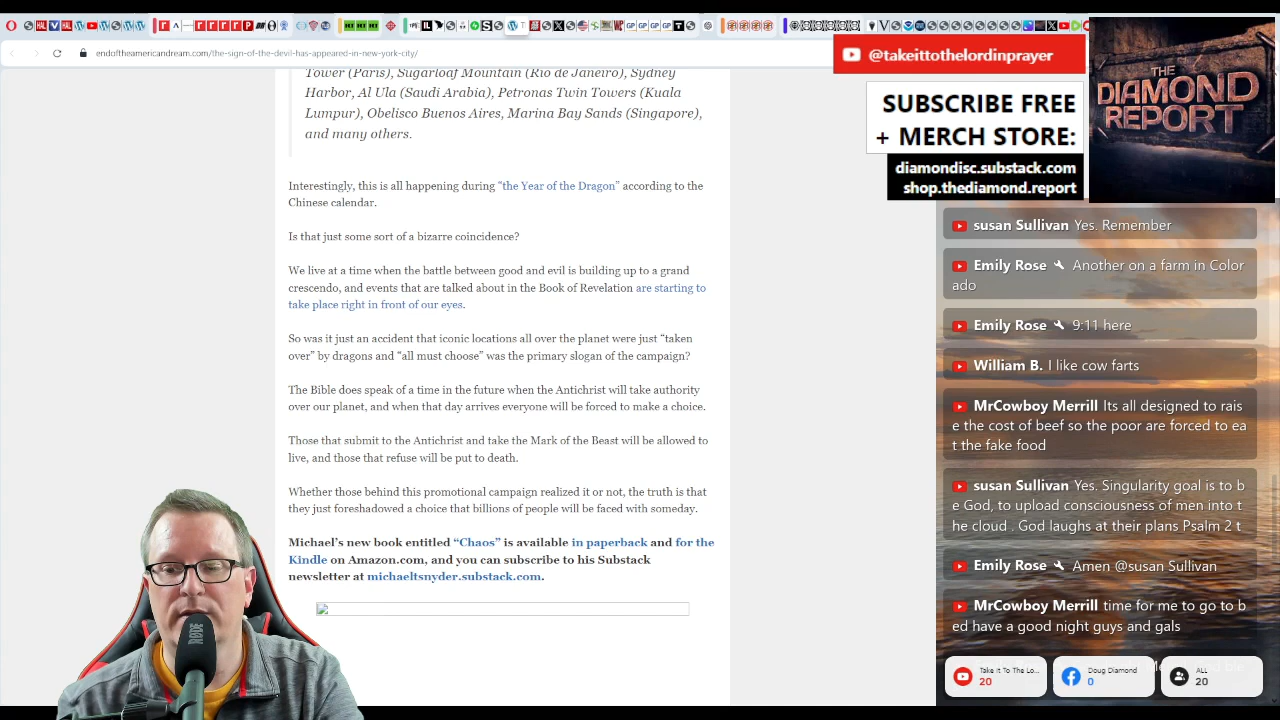 endoftheamericandream.com/the-sign-of-the-devil-has-appeared-in-new-york-city/
Tower (Paris), Sugarloaf Mountain (Rio de Janeiro), Sydney
Harbor, Al Ula (Saudi Arabia), Petronas Twin Towers (Kuala
Lumpur), Obelisco Buenos Aires, Marina Bay Sands (Singapore),
and many others.
Interestingly, this is all happening during “the Year of the Dragon” according to the
Chinese calendar.
Is that just some sort of a bizarre coincidence?
We live at a time when the battle between good and evil is building up to a grand
crescendo, and events that are talked about in the Book of Revelation are starting to
take place right in front of our eyes.
So was it just an accident that iconic locations all over the planet were just “taken
over” by dragons and “all must choose” was the primary slogan of the campaign?
The Bible does speak of a time in the future when the Antichrist will take authority
over our planet, and when that day arrives everyone will be forced to make a choice.
Those that submit to the Antichrist and take the Mark of the Beast will be allowed to
live, and those that refuse will be put to death.
Whether those behind this promotional campaign realized it or not, the truth is that
they just foreshadowed a choice that billions of people will be faced with someday.
Michael’s new book entitled “Chaos” is available in paperback and for the
Kindle on Amazon.com, and you can subscribe to his Substack
newsletter at michaeltsnyder.substack.com.
@takeittothelordinprayer
SUBSCRIBE FREE
+ MERCH STORE:
diamondisc.substack.com
shop.thediamond.report
THE
DIAMOND
REPORT
susan Sullivan Yes. Remember
Emily Rose Another on a farm in Color
ado
Emily Rose 9:11 here
William B. I like cow farts
MrCowboy Merrill Its all designed to rais
e the cost of beef so the poor are forced to ea
t the fake food
susan Sullivan Yes. Singularity goal is to b
e God, to upload consciousness of men into t
he cloud . God laughs at their plans Psalm 2 t
Emily Rose Amen @susan Sullivan
MrCowboy Merrill time for me to go to b
ed have a good night guys and gals
Take It To The Lo...
20
Doug Diamond
0
ALL
20